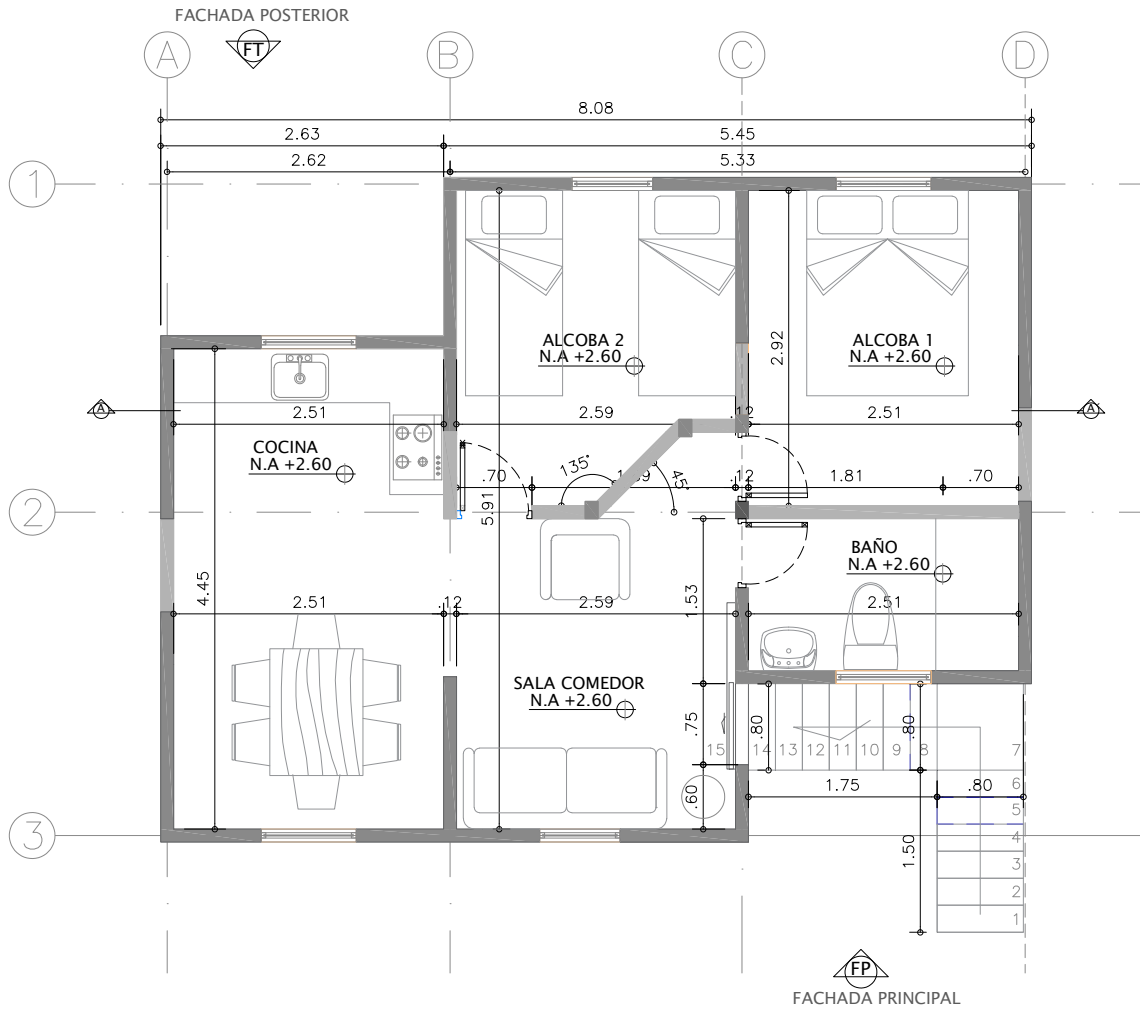 FACHADA POSTERIOR
FT
A
B
C
D
8.08
2.63
5.45
2.62
5.33
1
ALCOBA 2
N.A +2.60
ALCOBA 1
N.A +2.60
2.92
A
A
2.51
2.59
.12
2.51
COCINA
N.A +2.60
.70
135°
45°
.12
1.81
.70
5.91
2
BAÑO
N.A +2.60
4.45
1.53
2.51
.12
2.59
2.51
SALA COMEDOR
N.A +2.60
.75
.80
.80
15
14
13
12
11
10
9
8
7
6
5
4
3
2
1
1.75
.80
.60
1.50
3
FP
FACHADA PRINCIPAL